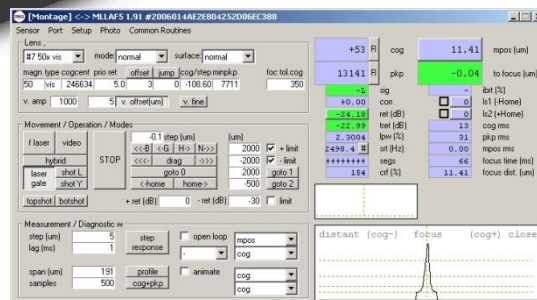 [Montage] <-> MLLAFS 1.91 #2006014AE2E804252D06EC388
Sensor Port Setup Photo Common Routines
Lens,
#7 50x vis mode: normal surface: normal
magn type cogcent prio ret offset jump |cog/step minpkp foc tol.cog
50 vis 246634 5.0 3 0 -108.60 7711 350
v. amp 1000 5 v. offset(um) v. fine
Movement / Operation / Modes
f laser video hybrid
laser gate shot L shot Y
topshot botshot
STOP
-0.1 step (um) (um)
<<-B <-G H-> N->> 2000 + limit
<<<- drag ->>> -2000 - limit
goto 0 2000 goto 1
<-home home-> -500 goto 2
+ ret (dB) 0 - ret (dB) -30 limit
Measurement / Diagnostic w
step (um) 5 step response open loop mpos
lag (ms) 1 - cog
span (um) 191 profile animate cog
samples 500 cog+pkp cog
+53 R cog 11.41 mpos (um)
13141 R pkp -0.04 to focus (um)
-L sig - ibrt (%)
+0.00 corr 0 ls1 (-Home)
-24.18 ret (dB) 0 ls2 (+Home)
-22.99 tret (dB) 13 cog rms
2.3004 lpw (%) 31 pkp rms
2498.4 # srt (Hz) 0.00 mpos rms
++++++++ segs 66 focus time (ms)
154 crf (%) 11.41 focus dist. (um)
distant (cog-) focus (cog+) close